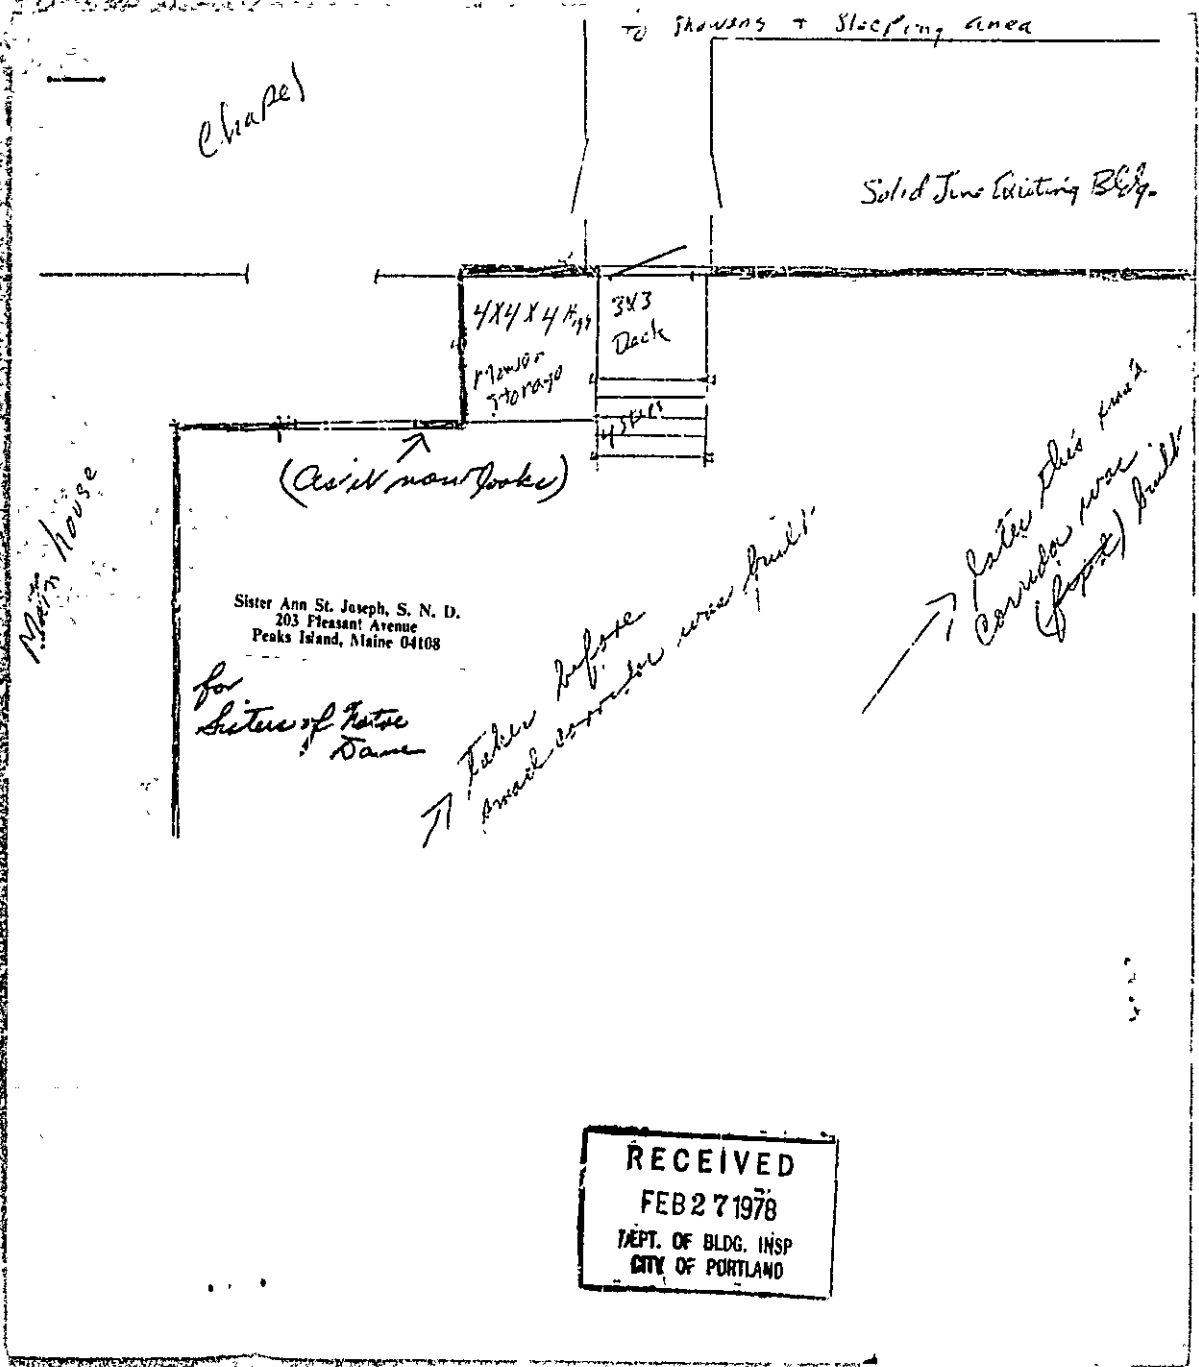 To Showers + Sleeping area
Chapel
Solid Line Existing Bldg.
4X4X4 High
Mower
Storage
3X3
Deck
4 Steps
(as it now looks)
Main house
Sister Ann St. Joseph, S. N. D.
203 Pleasant Avenue
Peaks Island, Maine 04108
for
Sisters of Notre
Dame
Taken before
small corridor was built
later this small
corridor was
built
RECEIVED
FEB 27 1978
DEPT. OF BLDG. INSP
CITY OF PORTLAND